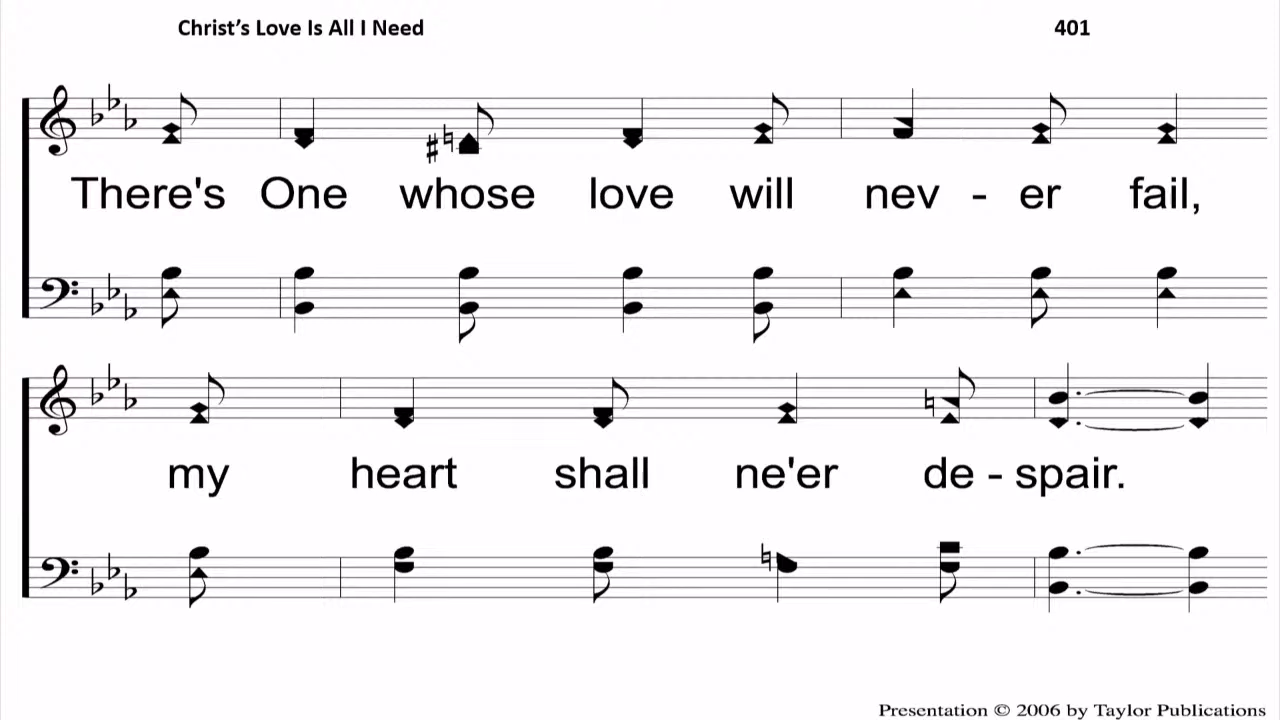 Christ’s Love Is All I Need 401
There's One whose love will nev - er fail,
my heart shall ne'er de - spair.
Presentation © 2006 by Taylor Publications